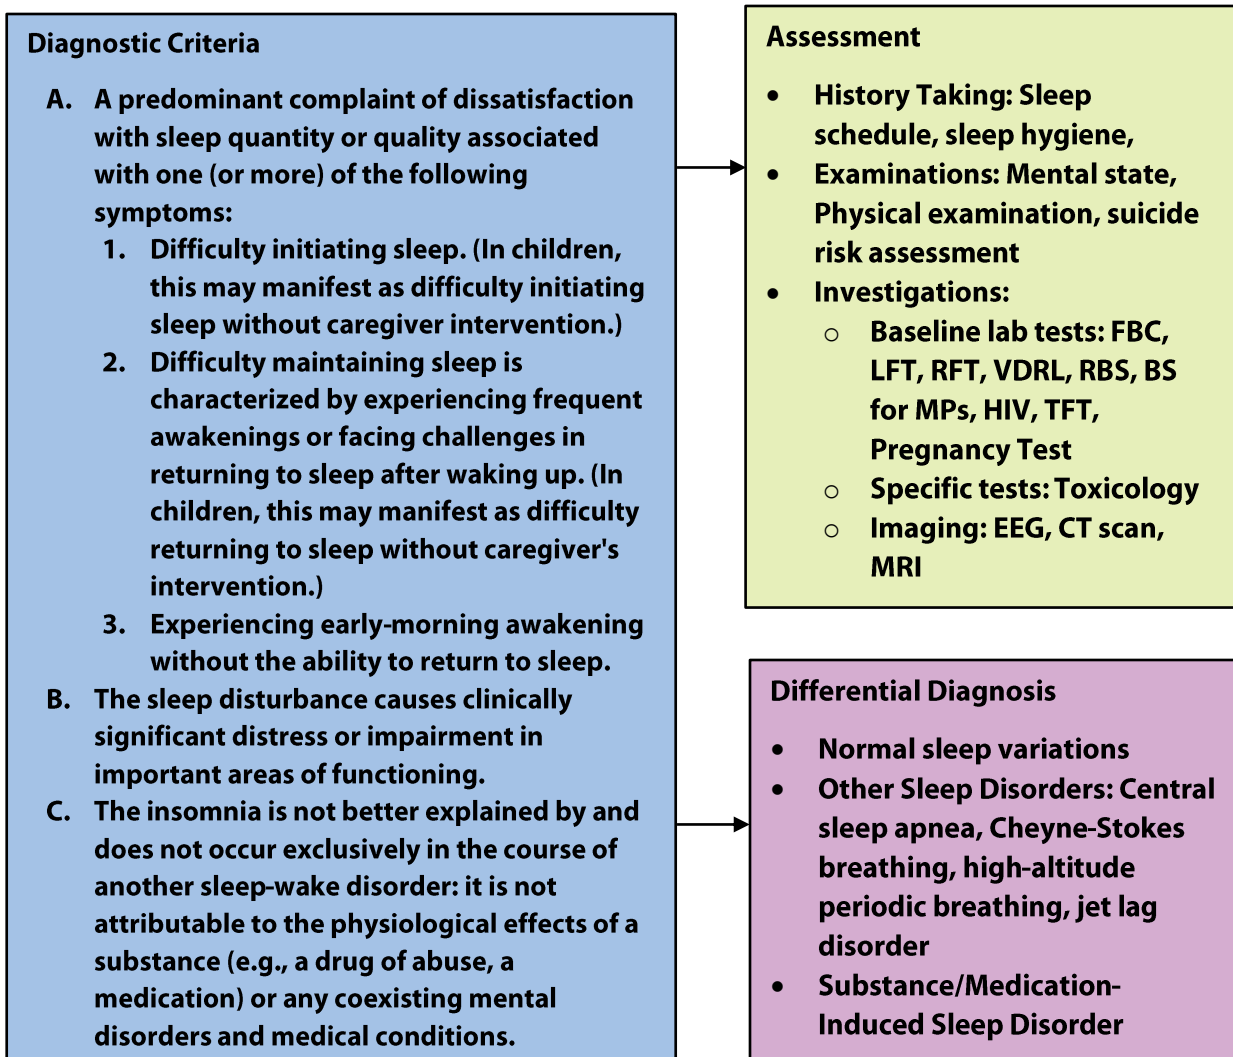 Diagnostic Criteria
A. A predominant complaint of dissatisfaction
with sleep quantity or quality associated
with one (or more) of the following
symptoms:
1. Difficulty initiating sleep. (In children,
this may manifest as difficulty initiating
sleep without caregiver intervention.)
2. Difficulty maintaining sleep is
characterized by experiencing frequent
awakenings or facing challenges in
returning to sleep after waking up. (In
children, this may manifest as difficulty
returning to sleep without caregiver's
intervention.)
3. Experiencing early-morning awakening
without the ability to return to sleep.
B. The sleep disturbance causes clinically
significant distress or impairment in
important areas of functioning.
C. The insomnia is not better explained by and
does not occur exclusively in the course of
another sleep-wake disorder: it is not
attributable to the physiological effects of a
substance (e.g., a drug of abuse, a
medication) or any coexisting mental
disorders and medical conditions.
Assessment
• History Taking: Sleep
schedule, sleep hygiene,
• Examinations: Mental state,
Physical examination, suicide
risk assessment
• Investigations:
o Baseline lab tests: FBC,
LFT, RFT, VDRL, RBS, BS
for MPs, HIV, TFT,
Pregnancy Test
o Specific tests: Toxicology
o Imaging: EEG, CT scan,
MRI
Differential Diagnosis
• Normal sleep variations
• Other Sleep Disorders: Central
sleep apnea, Cheyne-Stokes
breathing, high-altitude
periodic breathing, jet lag
disorder
• Substance/Medication-
Induced Sleep Disorder